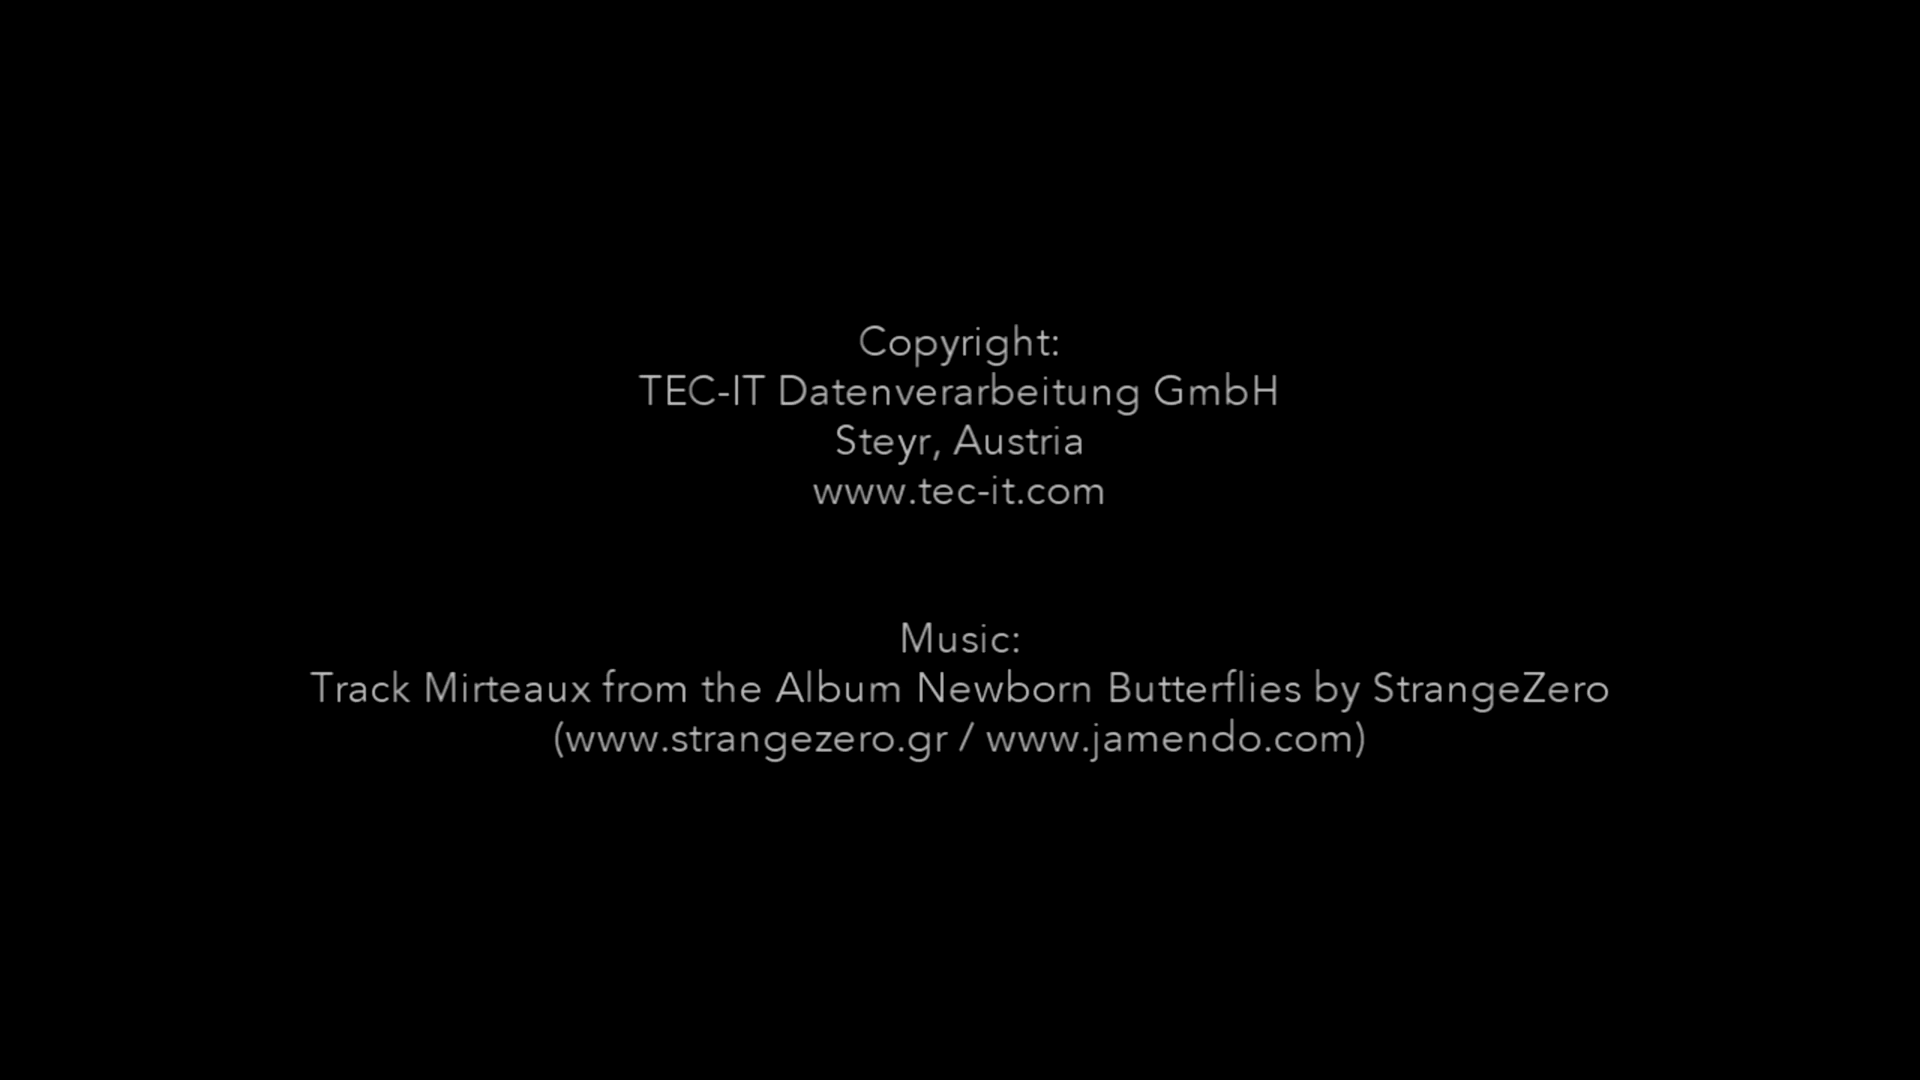 Copyright:
TEC-IT Datenverarbeitung GmbH
Steyr, Austria
www.tec-it.com
Music:
Track Mirteaux from the Album Newborn Butterflies by StrangeZero
(www.strangezero.gr / www.jamendo.com)